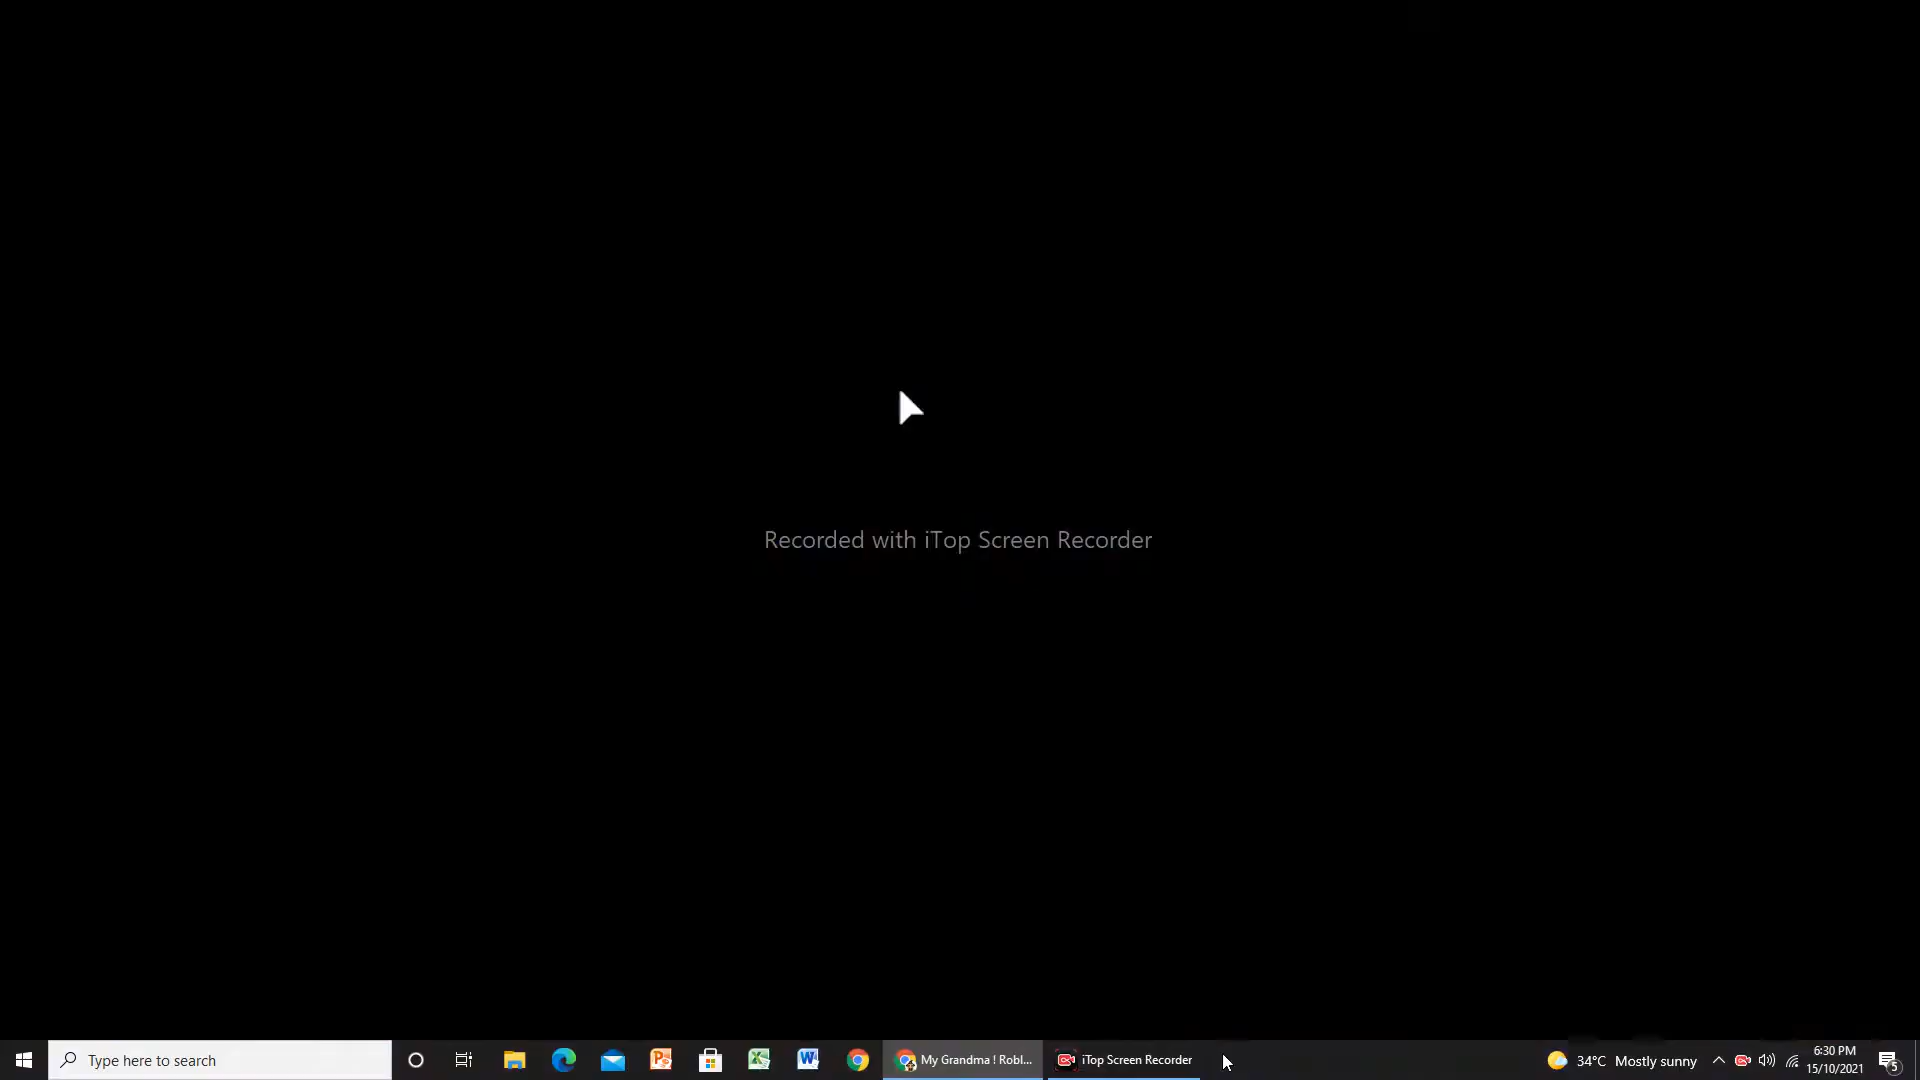 Recorded with iTop Screen Recorder
Type here to search
My Grandma ! Robl...
iTop Screen Recorder
34°C Mostly sunny
6:30 PM
15/10/2021
5